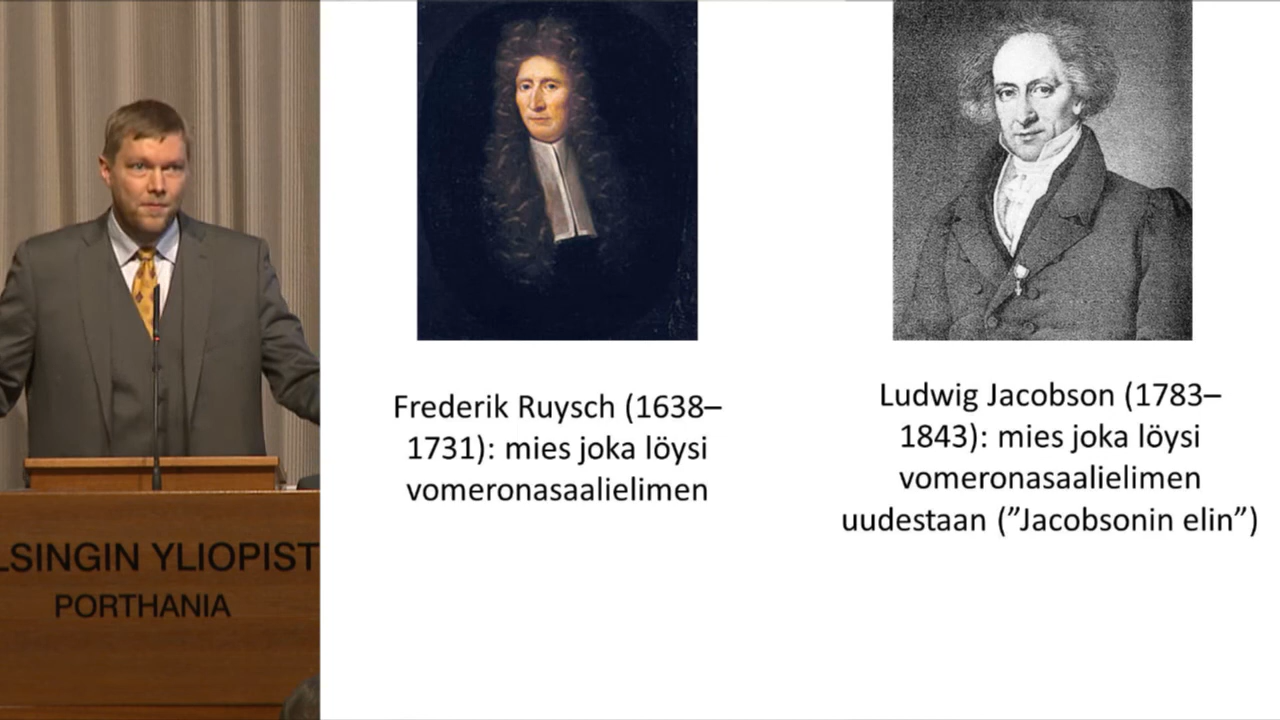 Frederik Ruysch (1638–
1731): mies joka löysi
vomeronasaalielimen
Ludwig Jacobson (1783–
1843): mies joka löysi
vomeronasaalielimen
uudestaan (”Jacobsonin elin”)
LSINGIN YLIOPIST
PORTHANIA